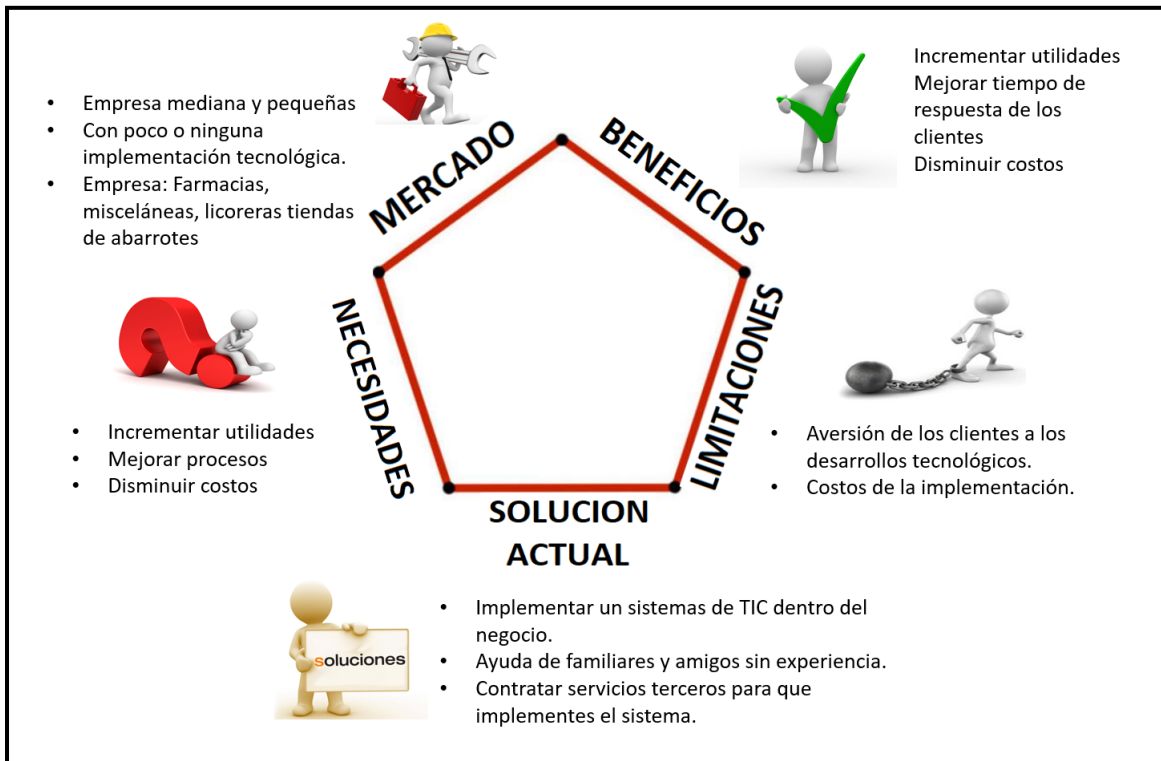 MERCADO
• Empresa mediana y pequeñas
• Con poco o ninguna
implementación tecnológica.
• Empresa: Farmacias,
misceláneas, licoreras tiendas
de abarrotes
BENEFICIOS
Incrementar utilidades
Mejorar tiempo de
respuesta de los
clientes
Disminuir costos
NECESIDADES
• Incrementar utilidades
• Mejorar procesos
• Disminuir costos
LIMITACIONES
• Aversión de los clientes a los
desarrollos tecnológicos.
• Costos de la implementación.
SOLUCION
ACTUAL
soluciones
• Implementar un sistemas de TIC dentro del
negocio.
• Ayuda de familiares y amigos sin experiencia.
• Contratar servicios terceros para que
implementes el sistema.